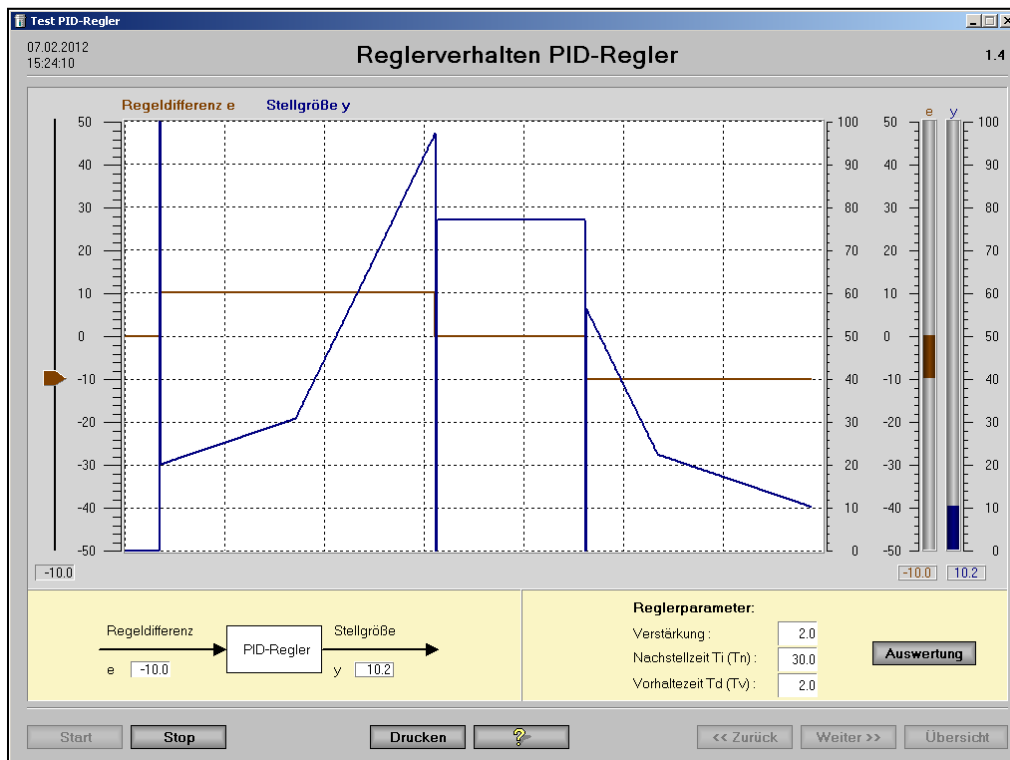 Test PID-Regler
07.02.2012
15:24:10
Reglerverhalten PID-Regler
1.4
Regeldifferenz e
Stellgröße y
e
y
50
40
30
20
10
0
-10
-20
-30
-40
-50
100
90
80
70
60
50
40
30
20
10
0
50
40
30
20
10
0
-10
-20
-30
-40
-50
100
90
80
70
60
50
40
30
20
10
0
-10.0
-10.0
10.2
Regeldifferenz
e -10.0
PID-Regler
Stellgröße
y 10.2
Reglerparameter:
Verstärkung : 2.0
Nachstellzeit Ti (Tn) : 30.0
Vorhaltezeit Td (Tv) : 2.0
Auswertung
Start
Stop
Drucken
?
<< Zurück
Weiter >>
Übersicht